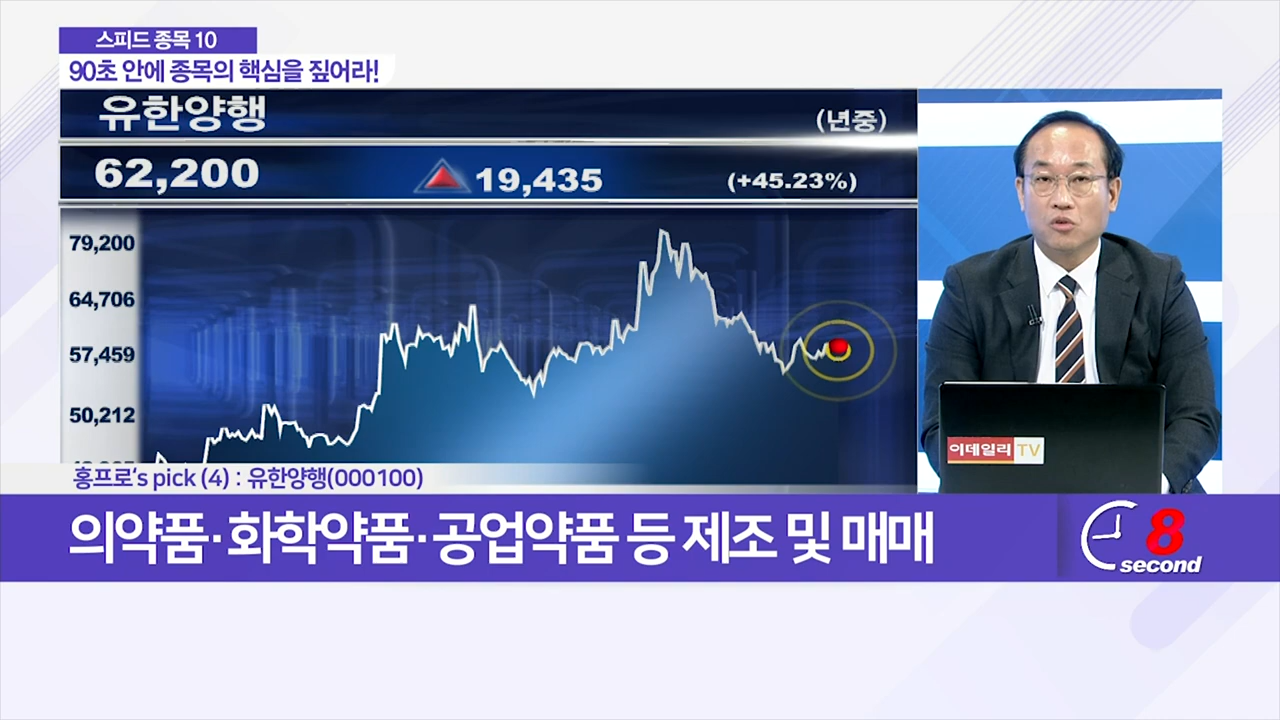 스피드 종목 10
90초 안에 종목의 핵심을 짚어라!
유한양행
(년중)
62,200
19,435
(+45.23%)
79,200
64,706
57,459
50,212
이데일리 TV
홍프로‘s pick (4) : 유한양행(000100)
의약품·화학약품·공업약품 등 제조 및 매매
8
second